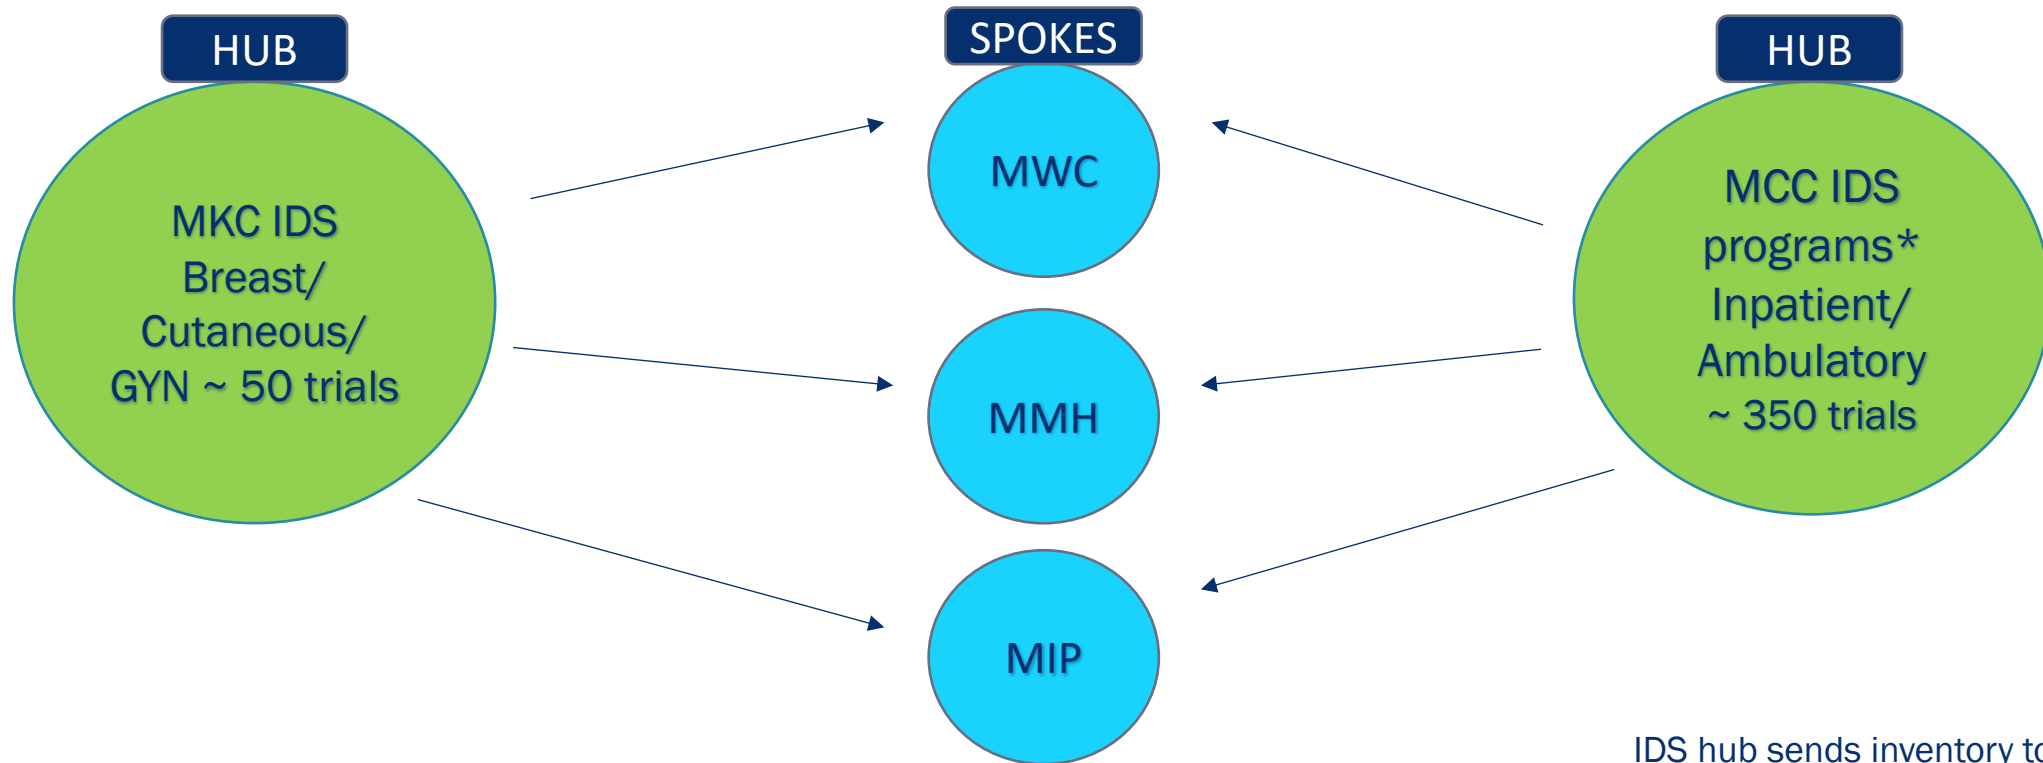 HUB
MKC IDS
Breast/
Cutaneous/
GYN ~ 50 trials
SPOKES
MWC
MMH
MIP
HUB
MCC IDS
programs*
Inpatient/
Ambulatory
~ 350 trials
IDS hub sends inventory to